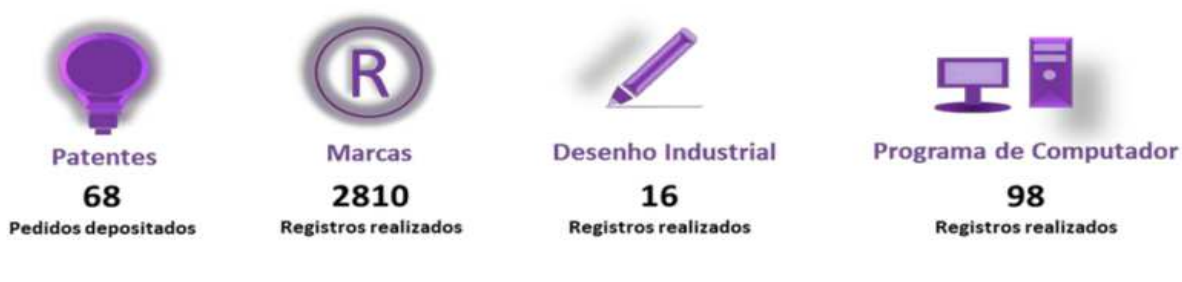 R
Patentes
68
Pedidos depositados
Marcas
2810
Registros realizados
Desenho Industrial
16
Registros realizados
Programa de Computador
98
Registros realizados